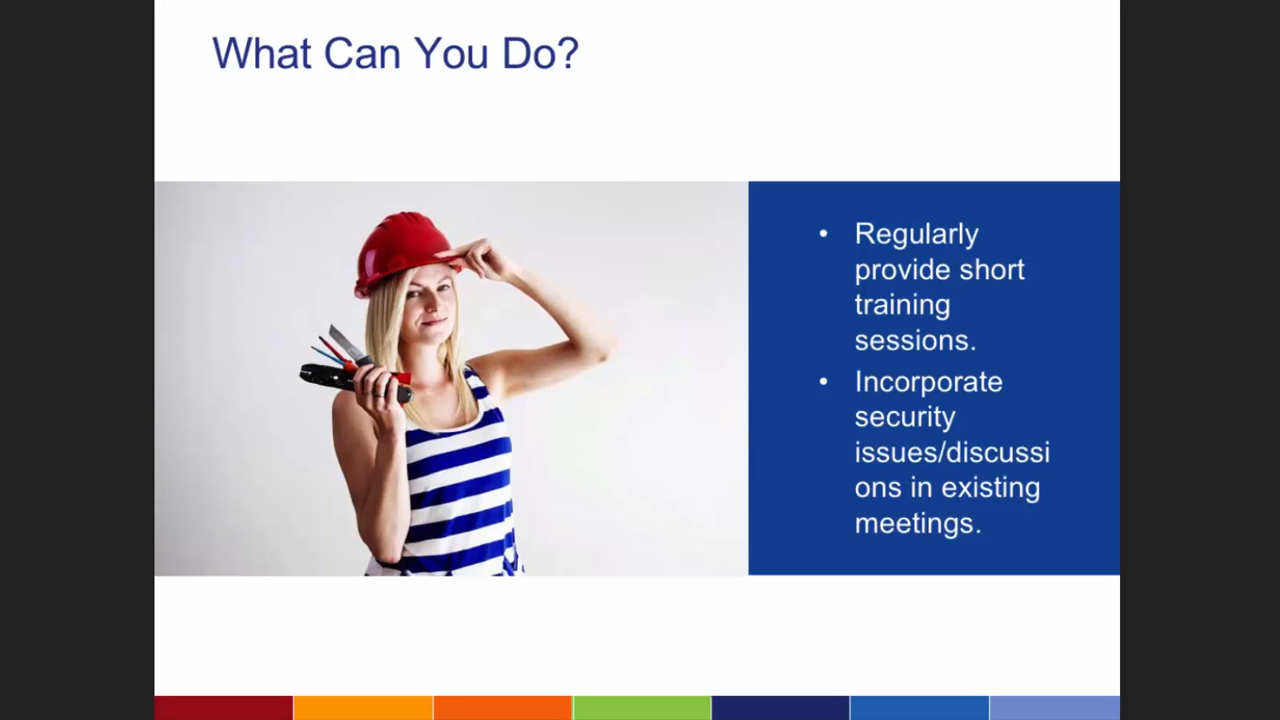 What Can You Do?
• Regularly
provide short
training
sessions.
• Incorporate
security
issues/discussi
ons in existing
meetings.